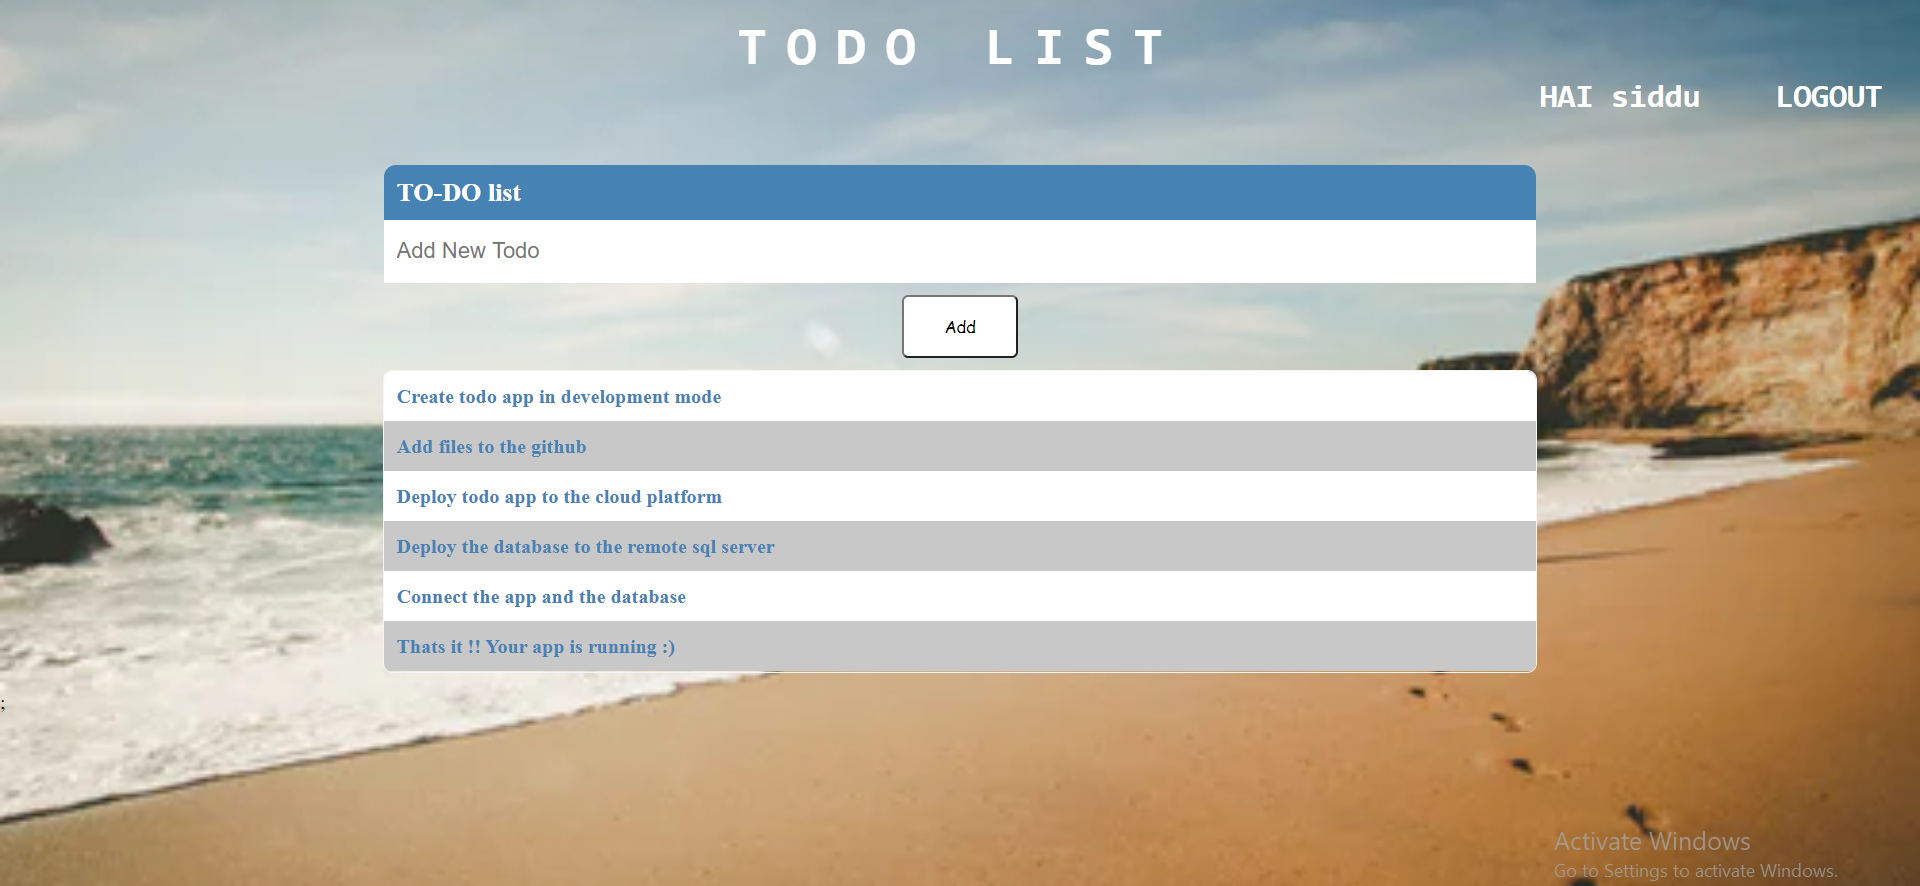 TODO LIST
HAI siddu LOGOUT
TO-DO list
Add New Todo
Add
Create todo app in development mode
Add files to the github
Deploy todo app to the cloud platform
Deploy the database to the remote sql server
Connect the app and the database
Thats it !! Your app is running :)
;
Activate Windows
Go to Settings to activate Windows.